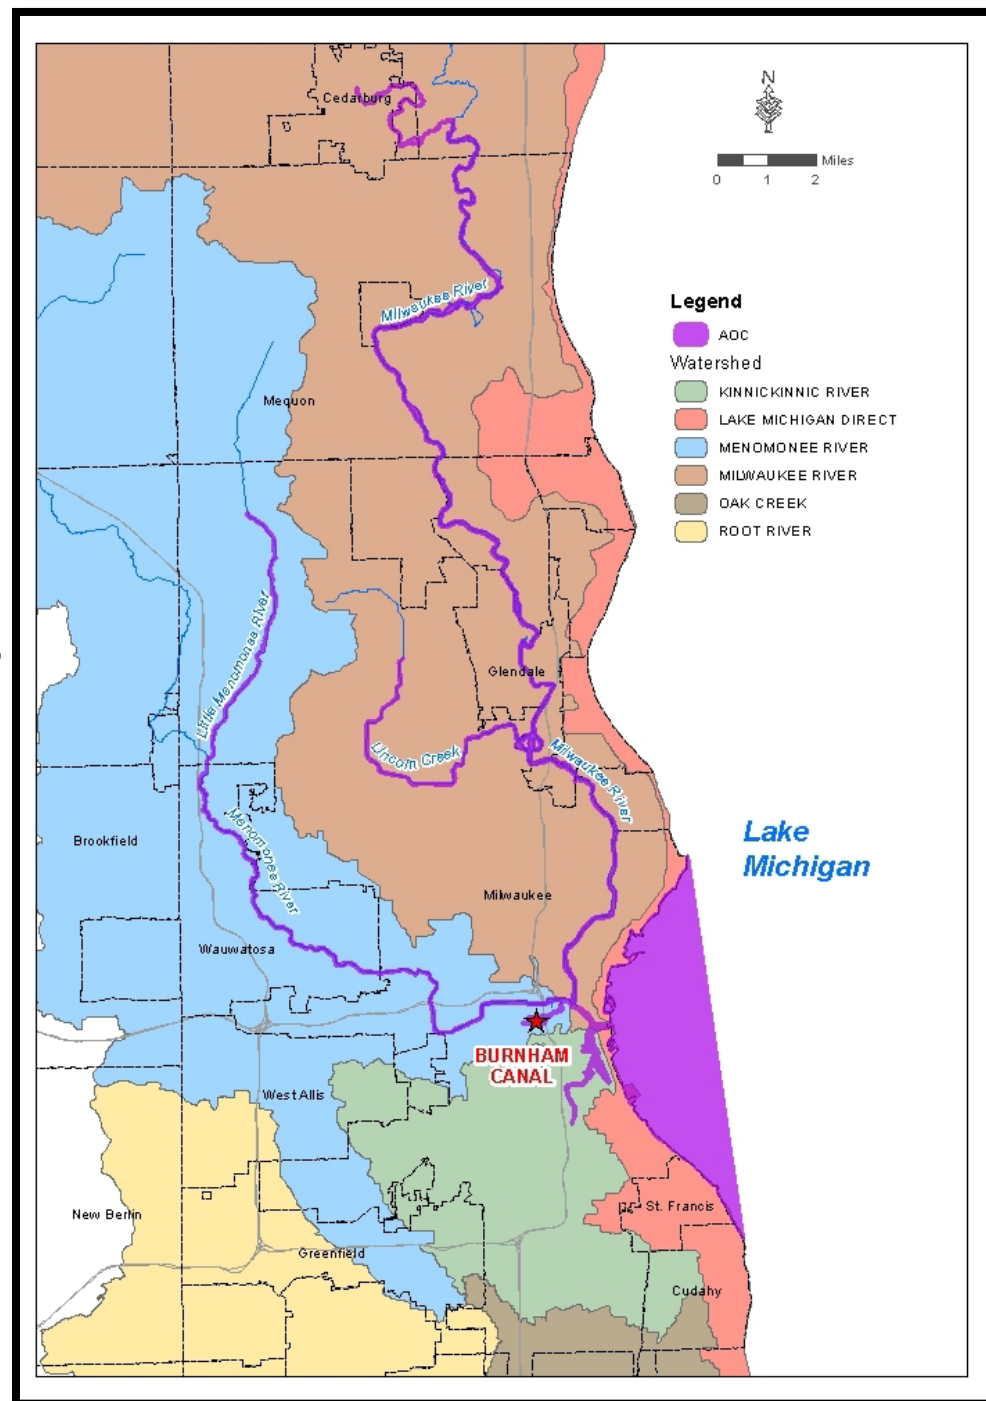 Cedarburg
N
Miles
0 1 2
Milwaukee River
Legend
AOC
Watershed
KINNICKINNIC RIVER
LAKE MICHIGAN DIRECT
MENOMONEE RIVER
MILWAUKEE RIVER
OAK CREEK
ROOT RIVER
Mequon
Little Menomonee River
Glendale
Lincoln Creek
Milwaukee River
Brookfield
Menomonee River
Lake
Michigan
Milwaukee
Wauwatosa
BURNHAM
CANAL
West Allis
New Berlin
St. Francis
Greenfield
Cudahy